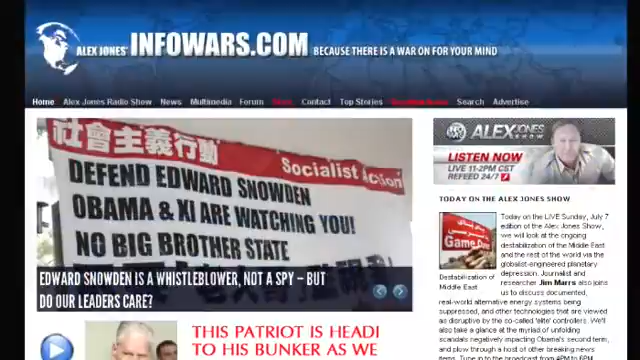 ALEX JONES' INFOWARS.COM BECAUSE THERE IS A WAR ON FOR YOUR MIND
Home Alex Jones Radio Show News Multimedia Forum Contact Top Stories Search Advertise
社會主義行動
Socialist Action
DEFEND EDWARD SNOWDEN
OBAMA & XI ARE WATCHING YOU!
NO BIG BROTHER STATE
EDWARD SNOWDEN IS A WHISTLEBLOWER, NOT A SPY – BUT
DO OUR LEADERS CARE?
THIS PATRIOT IS HEADI
TO HIS BUNKER AS WE
ALEX JONES
SHOW
LISTEN NOW
LIVE 11-2PM CST
REFEED 24/7
TODAY ON THE ALEX JONES SHOW
Game Over
Destabilization of
Middle East
Today on the LIVE Sunday, July 7
edition of the Alex Jones Show, we
will look at the ongoing
destabilization of the Middle East
and the rest of the world via the
globalist-engineered planetary
depression. Journalist and
researcher Jim Marrs also joins
us to discuss documented,
real-world alternative energy systems being
suppressed, and other technologies that are viewed
as disruptive by the so-called 'elite' controllers. We'll
also take a glance at the myriad of unfolding
scandals negatively impacting Obama's second term,
and plow through a host of other breaking news
items. Tune in to the broadcast from 4PM to 6PM